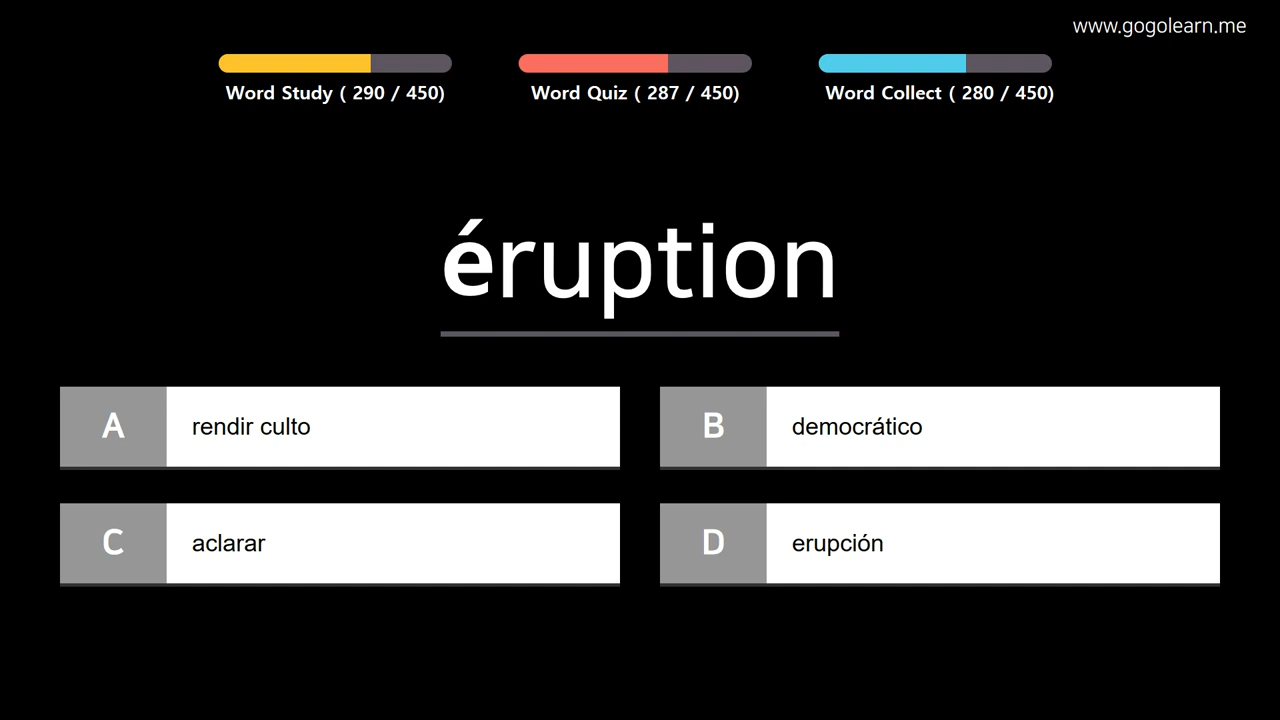 www.gogolearn.me
Word Study ( 290 / 450)
Word Quiz ( 287 / 450)
Word Collect ( 280 / 450)
éruption
A rendir culto
B democrático
C aclarar
D erupción